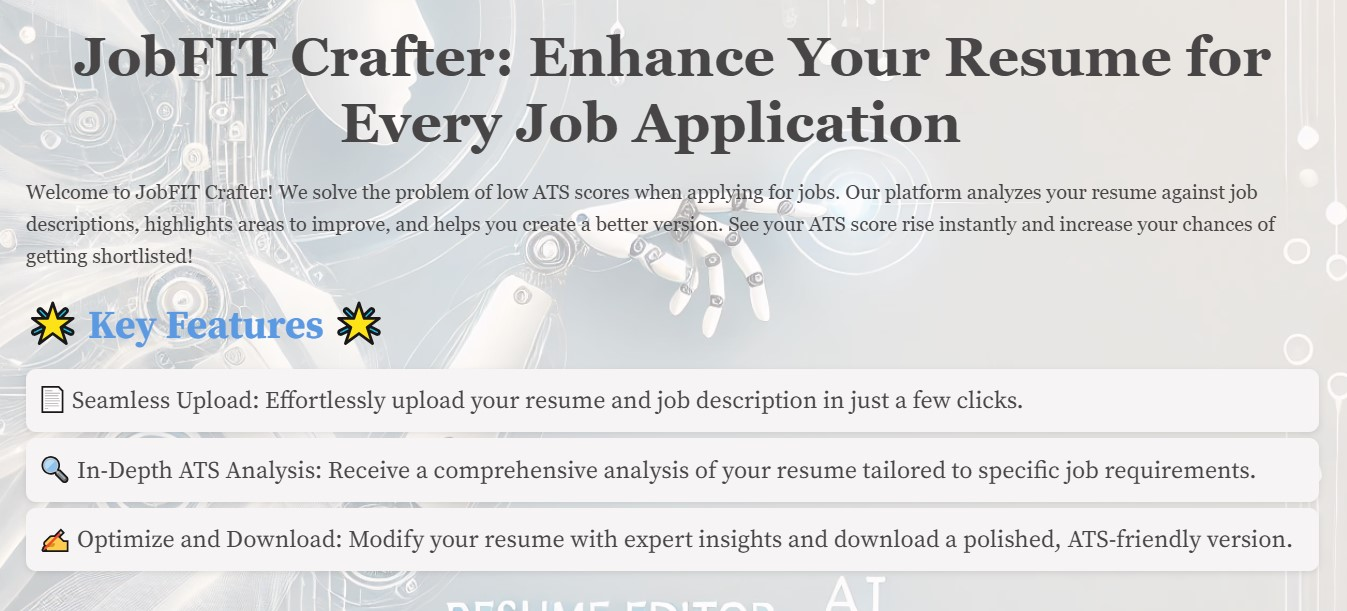 JobFIT Crafter: Enhance Your Resume for
Every Job Application
Welcome to JobFIT Crafter! We solve the problem of low ATS scores when applying for jobs. Our platform analyzes your resume against job
descriptions, highlights areas to improve, and helps you create a better version. See your ATS score rise instantly and increase your chances of
getting shortlisted!
Key Features
Seamless Upload: Effortlessly upload your resume and job description in just a few clicks.
In-Depth ATS Analysis: Receive a comprehensive analysis of your resume tailored to specific job requirements.
Optimize and Download: Modify your resume with expert insights and download a polished, ATS-friendly version.
RESUME EDITOR AI